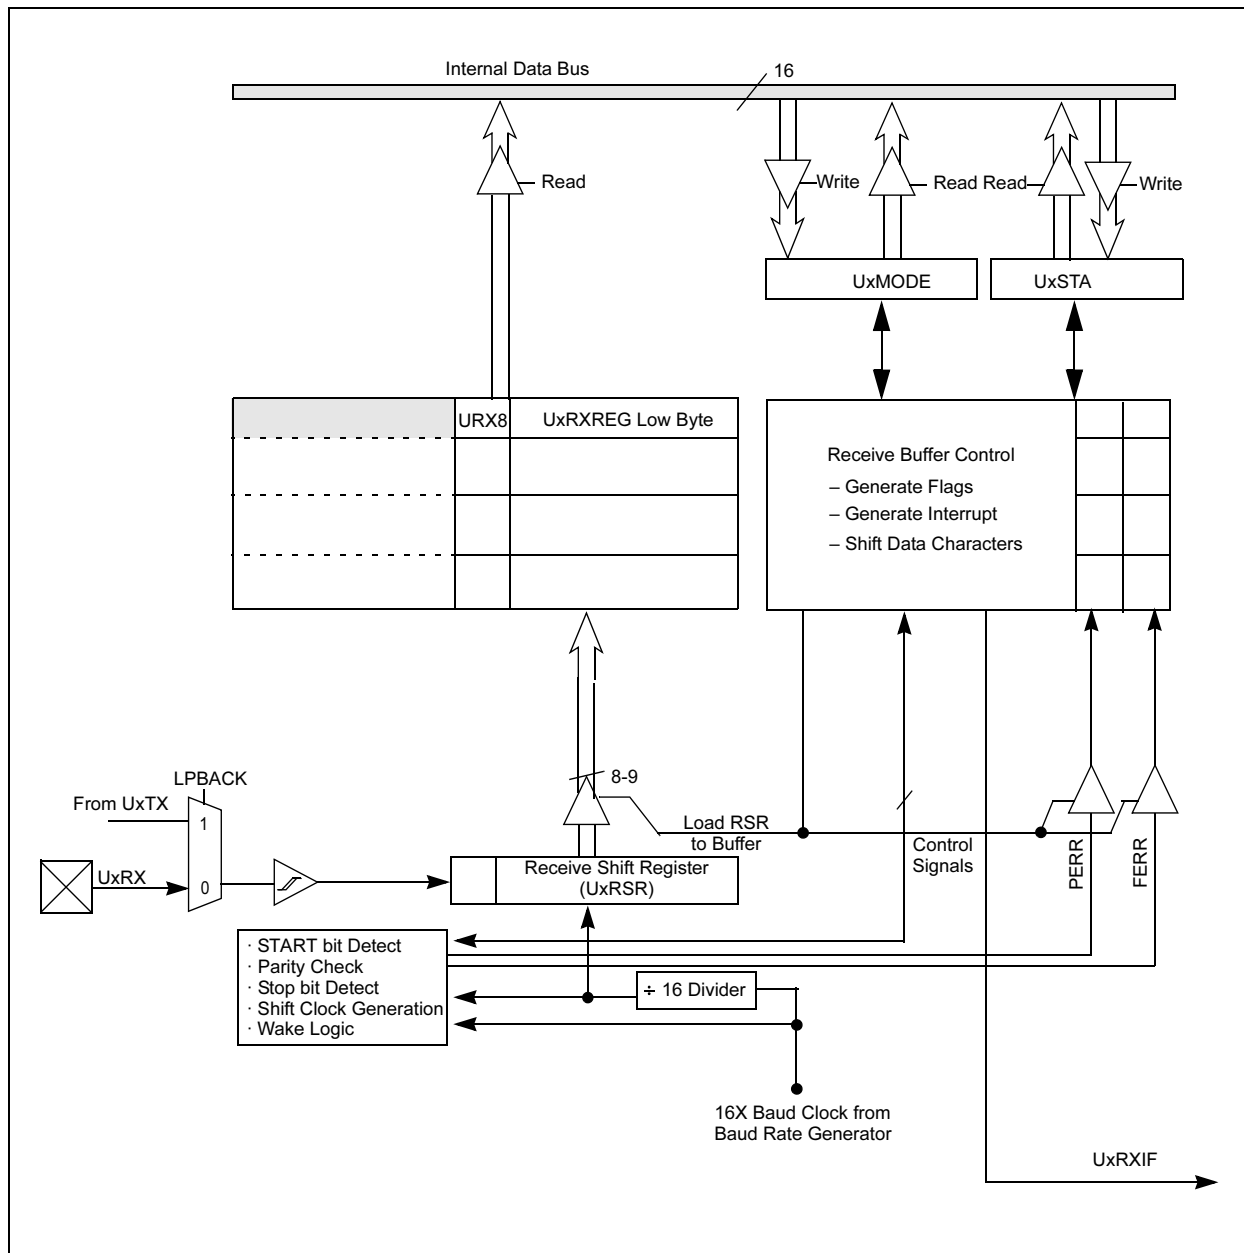 Internal Data Bus
16
Read
Write
Read Read
Write
UxMODE
UxSTA
URX8
UxRXREG Low Byte
Receive Buffer Control
– Generate Flags
– Generate Interrupt
– Shift Data Characters
8-9
LPBACK
From UxTX
1
Load RSR
to Buffer
Control
Signals
PERR
FERR
UxRX
0
Receive Shift Register
(UxRSR)
· START bit Detect
· Parity Check
· Stop bit Detect
· Shift Clock Generation
· Wake Logic
÷ 16 Divider
16X Baud Clock from
Baud Rate Generator
UxRXIF